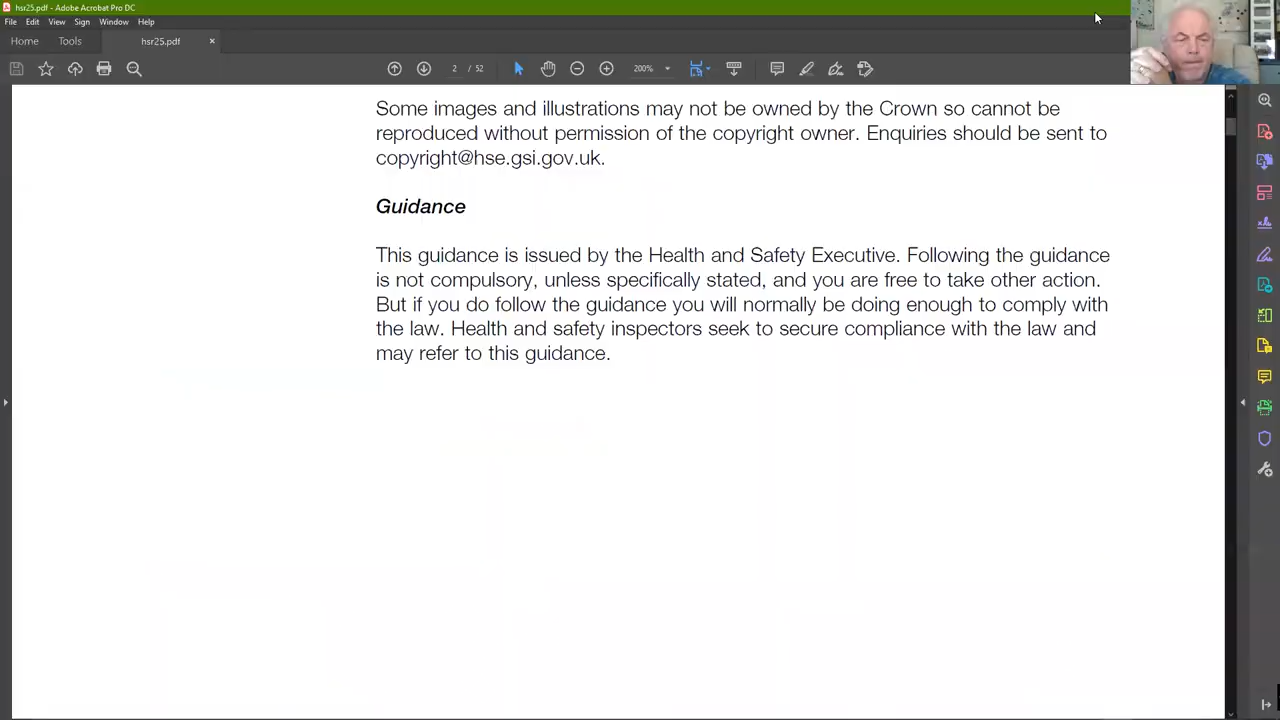 hsr25.pdf - Adobe Acrobat Pro DC
File Edit View Sign Window Help
Home Tools hsr25.pdf ×
2 / 52 200%
Some images and illustrations may not be owned by the Crown so cannot be
reproduced without permission of the copyright owner. Enquiries should be sent to
copyright@hse.gsi.gov.uk.
Guidance
This guidance is issued by the Health and Safety Executive. Following the guidance
is not compulsory, unless specifically stated, and you are free to take other action.
But if you do follow the guidance you will normally be doing enough to comply with
the law. Health and safety inspectors seek to secure compliance with the law and
may refer to this guidance.